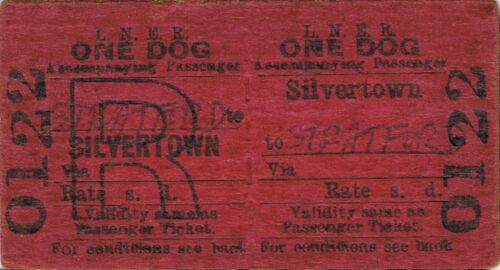 L. N. E. R.
ONE DOG
Accompanying Passenger
STRATFORD to
SILVERTOWN
Via
Rate s. d.
Validity same as
Passenger Ticket.
For conditions see back
R
0122
L. N. E. R.
ONE DOG
Accompanying Passenger
Silvertown
to STRATFORD
Via
Rate s. d.
Validity same as
Passenger Ticket.
For conditions see back
0122